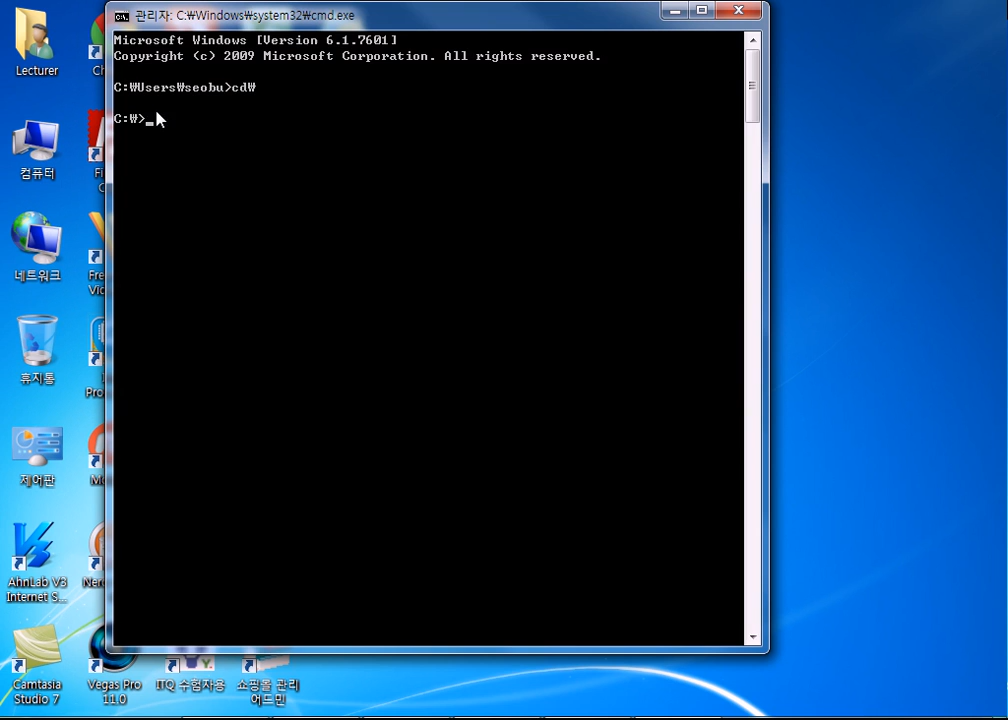 관리자: C:₩Windows₩system32₩cmd.exe
Microsoft Windows [Version 6.1.7601]
Copyright (c) 2009 Microsoft Corporation. All rights reserved.
C:₩Users₩seobu>cd₩
C:₩>_
Lecturer
컴퓨터
네트워크
휴지통
제어판
AhnLab V3
Internet S...
Camtasia
Studio 7
Vegas Pro
11.0
ITQ 수험자용
쇼핑몰 관리
어드민